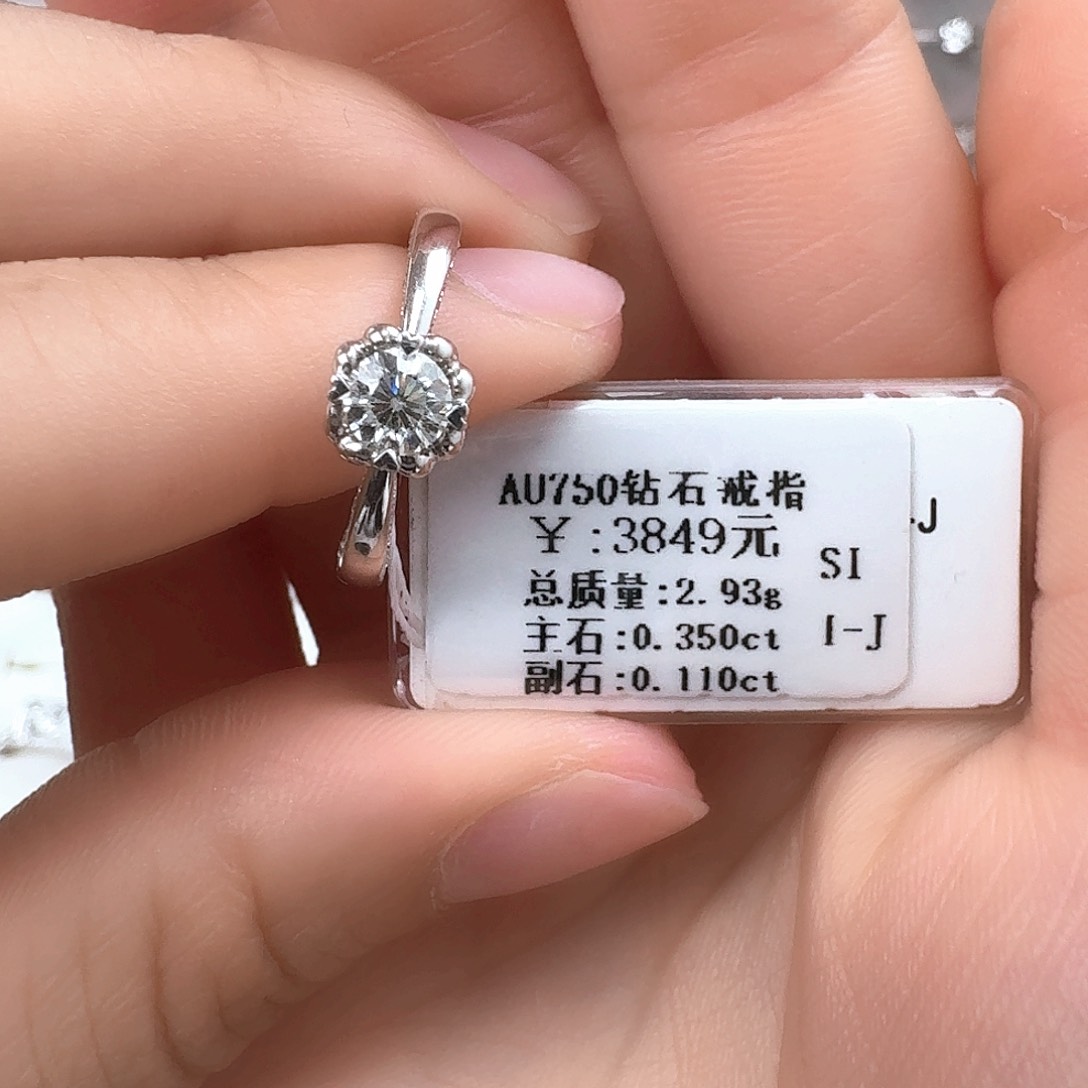 AU750钻石戒指
¥:3849元
SI
总质量:2.93g
主石:0.350ct
I-J
副石:0.110ct
-J